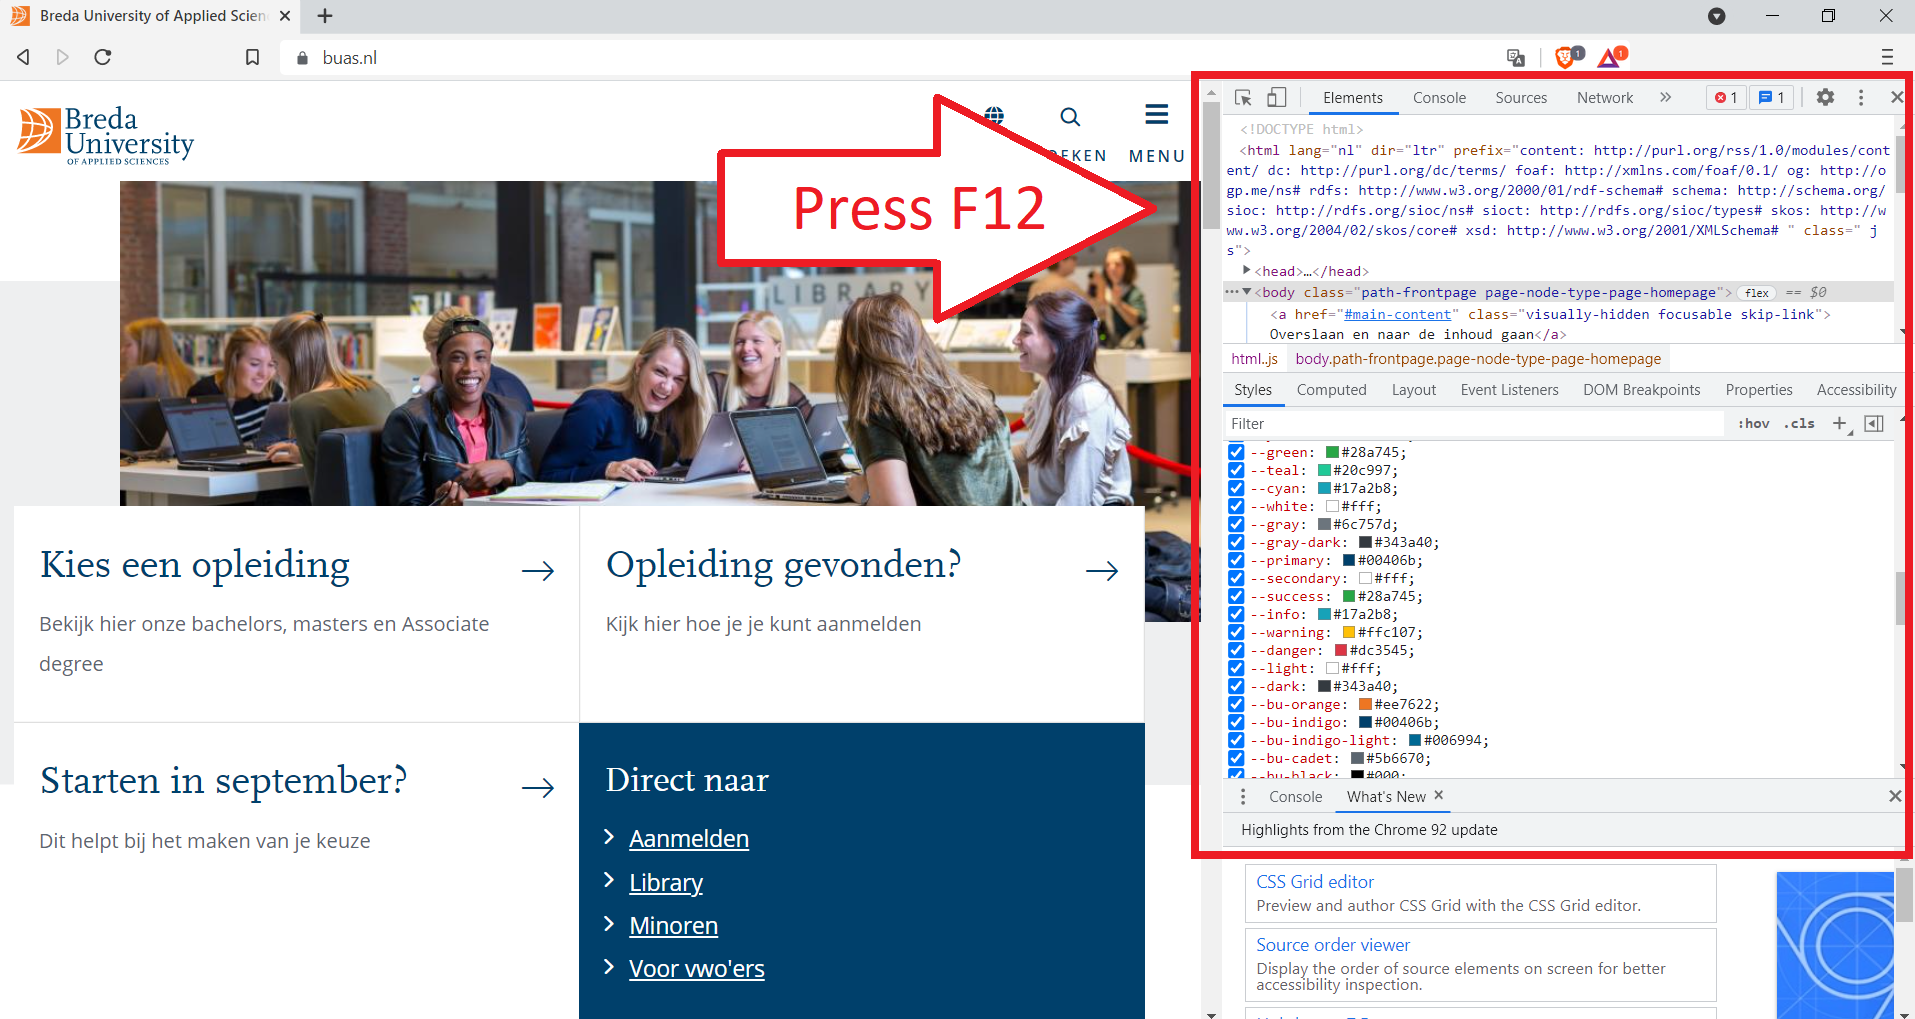 Breda University of Applied Scien
buas.nl
1
1
Breda
University
OF APPLIED SCIENCES
EKEN
MENU
Press F12
LIBRARY
Kies een opleiding
Bekijk hier onze bachelors, masters en Associate
degree
Opleiding gevonden?
Kijk hier hoe je je kunt aanmelden
Starten in september?
Dit helpt bij het maken van je keuze
Direct naar
Aanmelden
Library
Minoren
Voor vwo'ers
Elements Console Sources Network » 1 1
<!DOCTYPE html>
<html lang="nl" dir="ltr" prefix="content: http://purl.org/rss/1.0/modules/cont
ent/ dc: http://purl.org/dc/terms/ foaf: http://xmlns.com/foaf/0.1/ og: http://o
gp.me/ns# rdfs: http://www.w3.org/2000/01/rdf-schema# schema: http://schema.org/
sioc: http://rdfs.org/sioc/ns# sioct: http://rdfs.org/sioc/types# skos: http://w
ww.w3.org/2004/02/skos/core# xsd: http://www.w3.org/2001/XMLSchema# " class=" j
s">
<head>…</head>
<body class="path-frontpage page-node-type-page-homepage"> flex == $0
<a href="#main-content" class="visually-hidden focusable skip-link">
Overslaan en naar de inhoud gaan</a>
html.js body.path-frontpage.page-node-type-page-homepage
Styles Computed Layout Event Listeners DOM Breakpoints Properties Accessibility
Filter :hov .cls +
--green: #28a745;
--teal: #20c997;
--cyan: #17a2b8;
--white: #fff;
--gray: #6c757d;
--gray-dark: #343a40;
--primary: #00406b;
--secondary: #fff;
--success: #28a745;
--info: #17a2b8;
--warning: #ffc107;
--danger: #dc3545;
--light: #fff;
--dark: #343a40;
--bu-orange: #ee7622;
--bu-indigo: #00406b;
--bu-indigo-light: #006994;
--bu-cadet: #5b6670;
--bu-black: #000;
Console What's New
Highlights from the Chrome 92 update
CSS Grid editor
Preview and author CSS Grid with the CSS Grid editor.
Source order viewer
Display the order of source elements on screen for better
accessibility inspection.